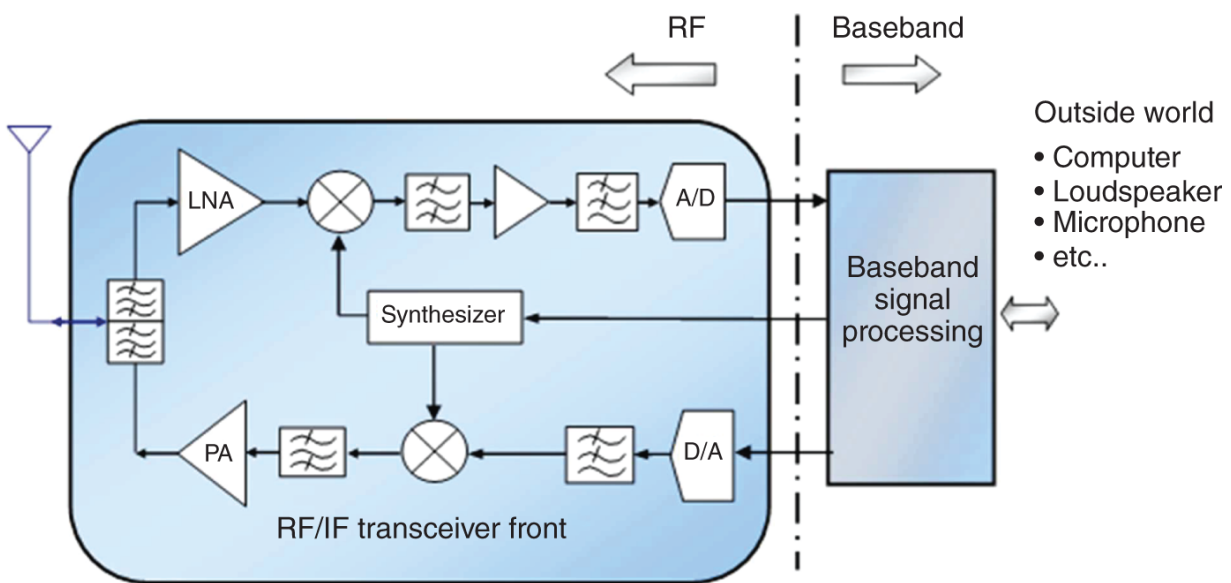 RF
Baseband
Outside world
• Computer
• Loudspeaker
• Microphone
• etc..
LNA
A/D
Baseband
signal
processing
Synthesizer
PA
D/A
RF/IF transceiver front